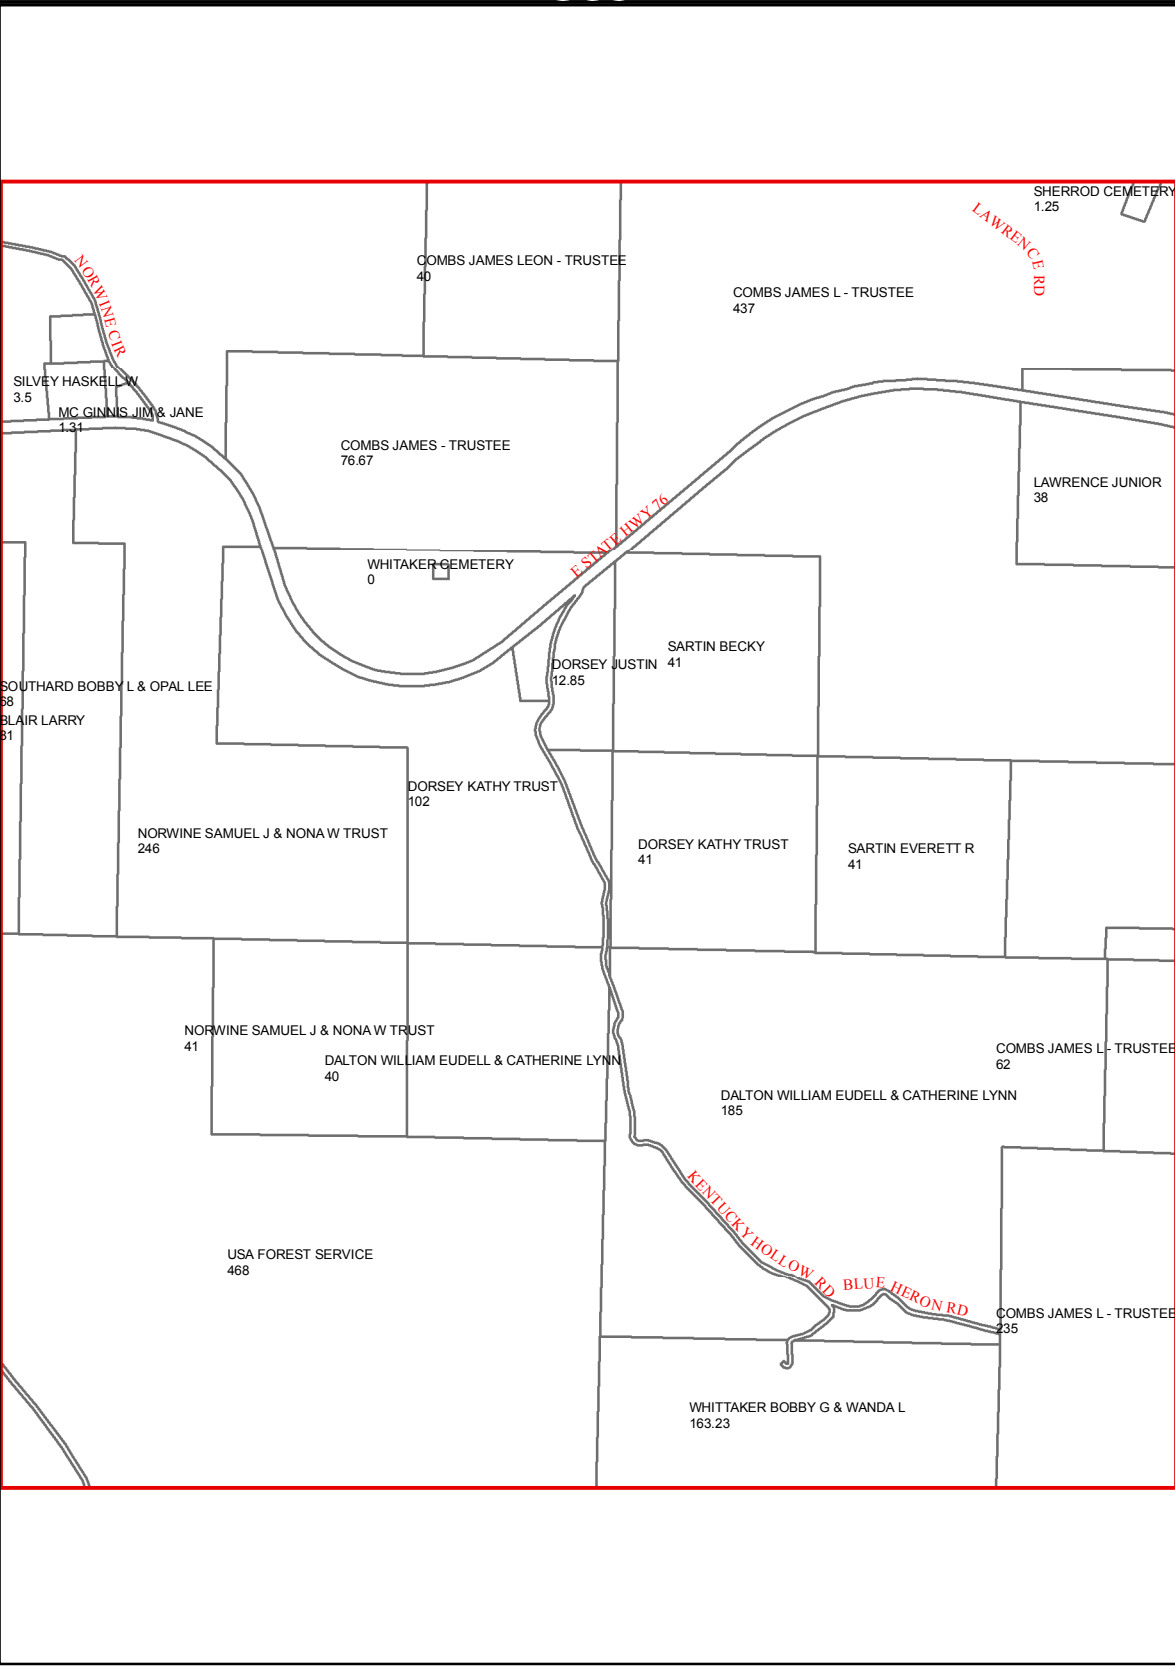 SHERROD CEMETERY
1.25
LAWRENCE RD
NORWINE CIR
COMBS JAMES LEON - TRUSTEE
40
COMBS JAMES L - TRUSTEE
437
SILVEY HASKELL W
3.5
MC GINNIS JIM & JANE
1.31
COMBS JAMES - TRUSTEE
76.67
LAWRENCE JUNIOR
38
E STATE HWY 76
WHITAKER CEMETERY
0
SARTIN BECKY
41
DORSEY JUSTIN
12.85
SOUTHARD BOBBY L & OPAL LEE
68
BLAIR LARRY
81
DORSEY KATHY TRUST
102
NORWINE SAMUEL J & NONA W TRUST
246
DORSEY KATHY TRUST
41
SARTIN EVERETT R
41
NORWINE SAMUEL J & NONA W TRUST
41
DALTON WILLIAM EUDELL & CATHERINE LYNN
40
COMBS JAMES L - TRUSTEE
62
DALTON WILLIAM EUDELL & CATHERINE LYNN
185
KENTUCKY HOLLOW RD
USA FOREST SERVICE
468
BLUE HERON RD
COMBS JAMES L - TRUSTEE
235
WHITTAKER BOBBY G & WANDA L
163.23